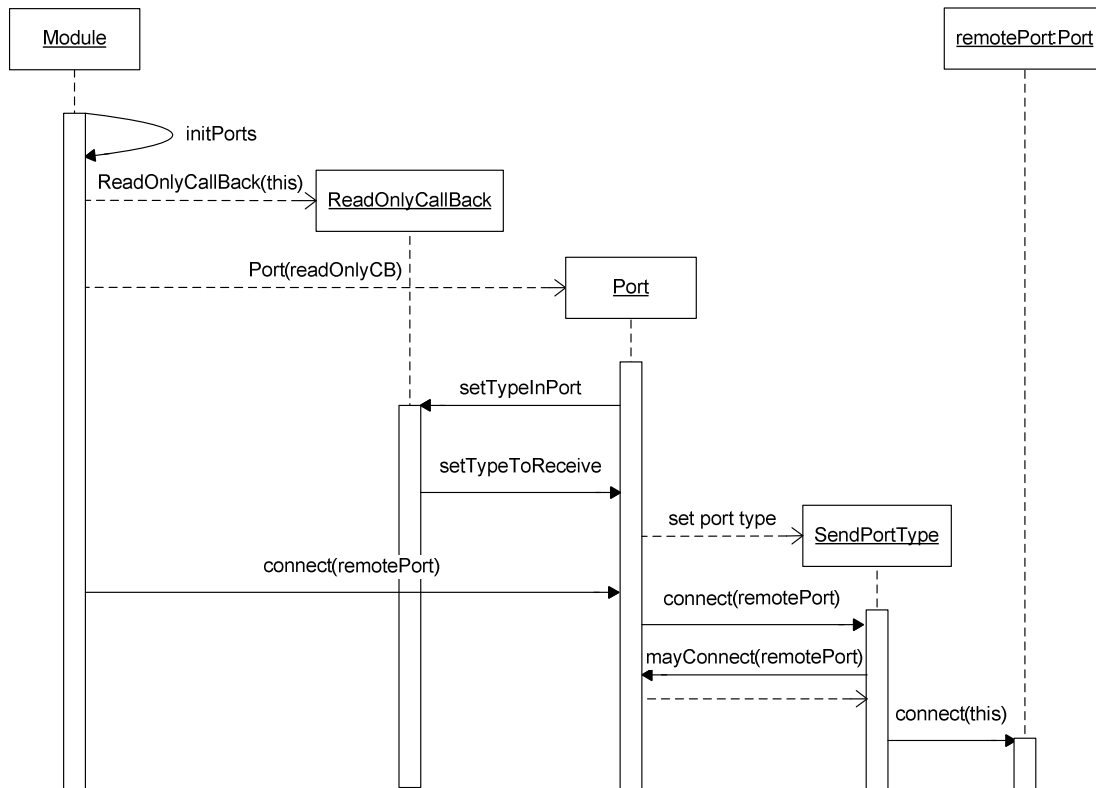 Module
remotePort:Port
initPorts
ReadOnlyCallBack(this)
ReadOnlyCallBack
Port(readOnlyCB)
Port
setTypeInPort
setTypeToReceive
set port type
SendPortType
connect(remotePort)
connect(remotePort)
mayConnect(remotePort)
connect(this)